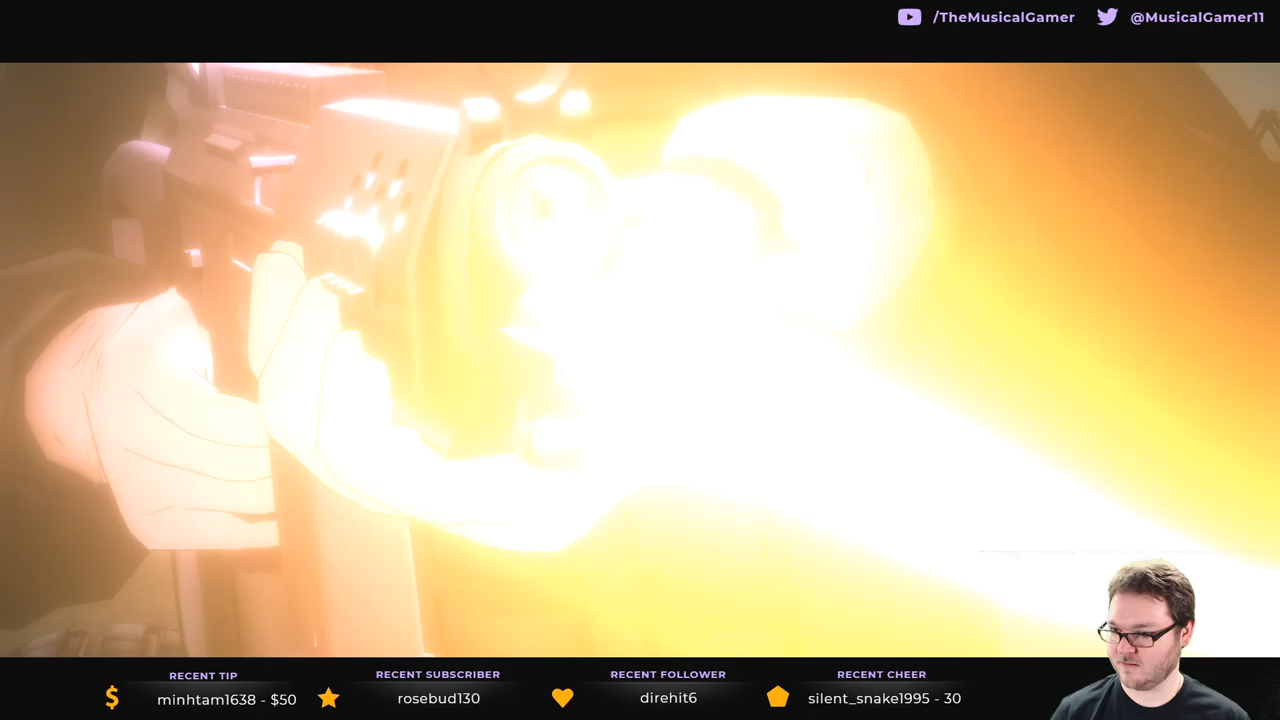 /TheMusicalGamer @MusicalGamer11
RECENT TIP
minhtam1638 - $50
RECENT SUBSCRIBER
rosebud130
RECENT FOLLOWER
direhit6
RECENT CHEER
silent_snake1995 - 30